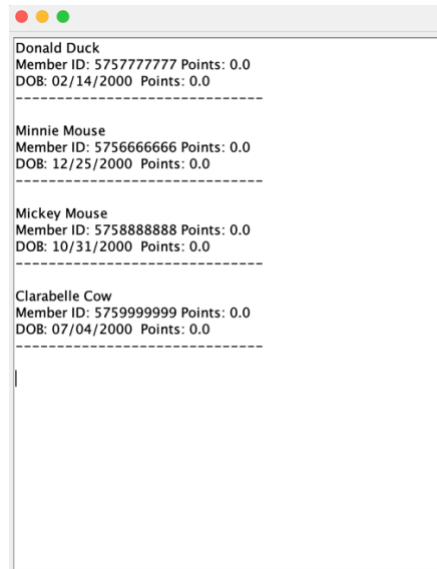 Donald Duck
Member ID: 5757777777 Points: 0.0
DOB: 02/14/2000  Points: 0.0
------------------------------
Minnie Mouse
Member ID: 5756666666 Points: 0.0
DOB: 12/25/2000  Points: 0.0
------------------------------
Mickey Mouse
Member ID: 5758888888 Points: 0.0
DOB: 10/31/2000  Points: 0.0
------------------------------
Clarabelle Cow
Member ID: 5759999999 Points: 0.0
DOB: 07/04/2000  Points: 0.0
------------------------------